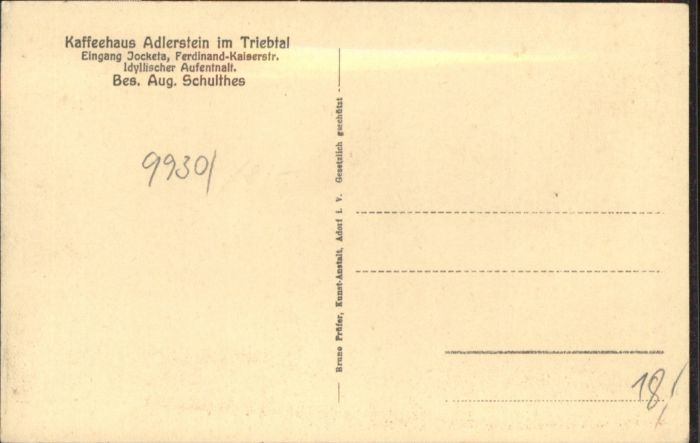 Kaffeehaus Adlerstein im Triebtal
Eingang Jocketa, Ferdinand-Kaiserstr.
Idyllischer Aufenthalt.
Bes. Aug. Schulthes
9930/
Bruno Prüfer, Kunst-Anstalt, Adorf i. V. Gesetzlich geschützt -
18/